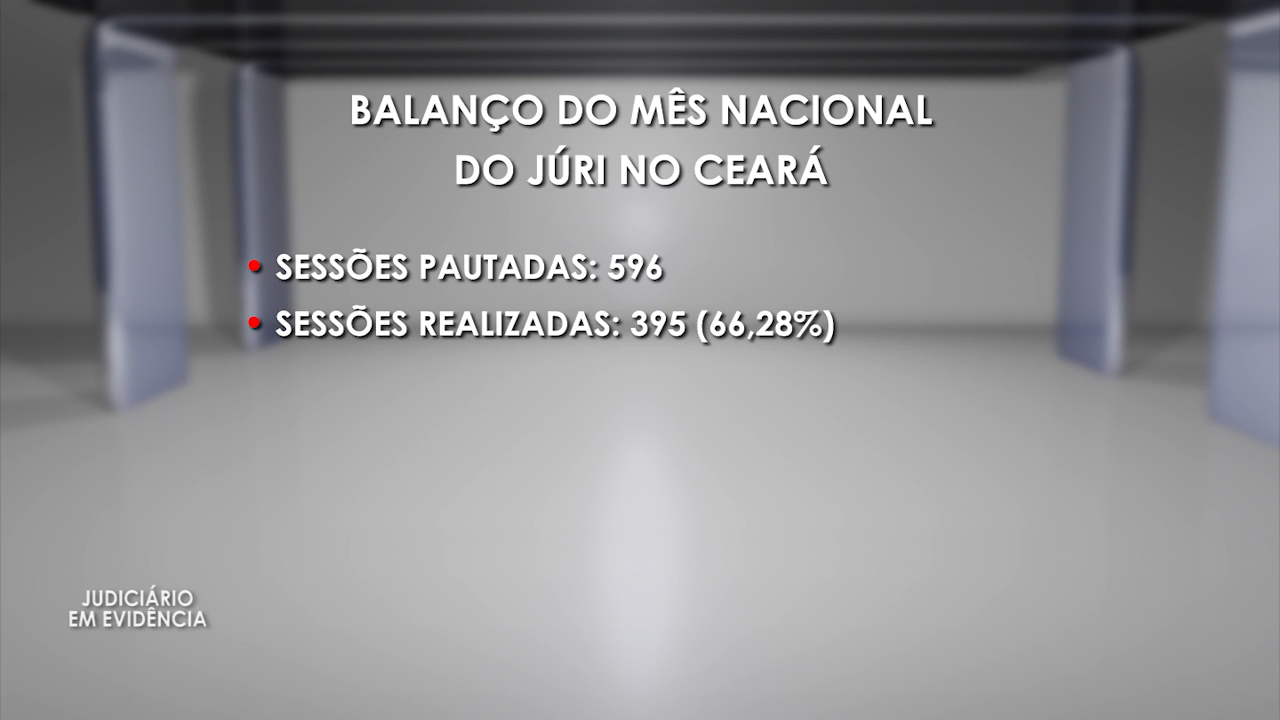 BALANÇO DO MÊS NACIONAL
DO JÚRI NO CEARÁ
• SESSÕES PAUTADAS: 596
• SESSÕES REALIZADAS: 395 (66,28%)
JUDICIÁRIO
EM EVIDÊNCIA